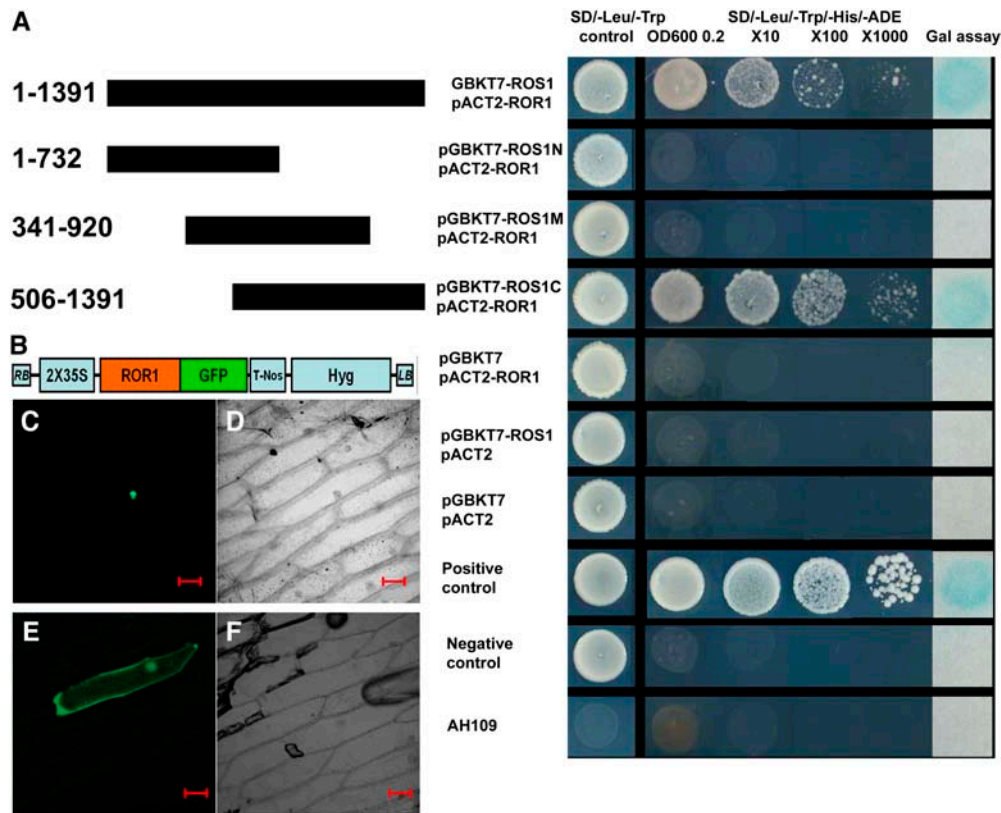 A
SD/-Leu/-Trp SD/-Leu/-Trp/-His/-ADE
control OD600 0.2 X10 X100 X1000 Gal assay
1-1391
GBKT7-ROS1
pACT2-ROR1
1-732
pGBKT7-ROS1N
pACT2-ROR1
341-920
pGBKT7-ROS1M
pACT2-ROR1
506-1391
pGBKT7-ROS1C
pACT2-ROR1
B
RB 2X35S ROR1 GFP T-Nos Hyg LB
pGBKT7
pACT2-ROR1
C D
pGBKT7-ROS1
pACT2
pGBKT7
pACT2
Positive
control
E F
Negative
control
AH109